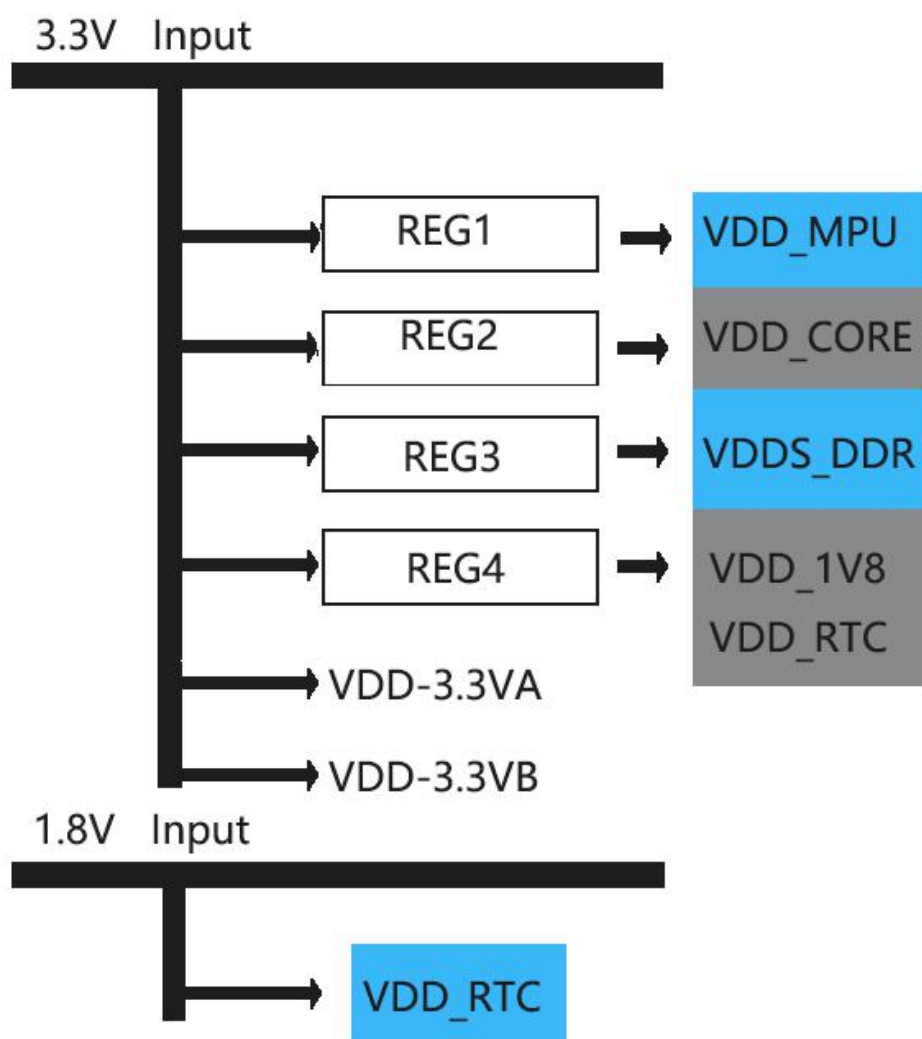 3.3V Input
REG1 VDD_MPU
REG2 VDD_CORE
REG3 VDDS_DDR
REG4 VDD_1V8
VDD_RTC
VDD-3.3VA
VDD-3.3VB
1.8V Input
VDD_RTC